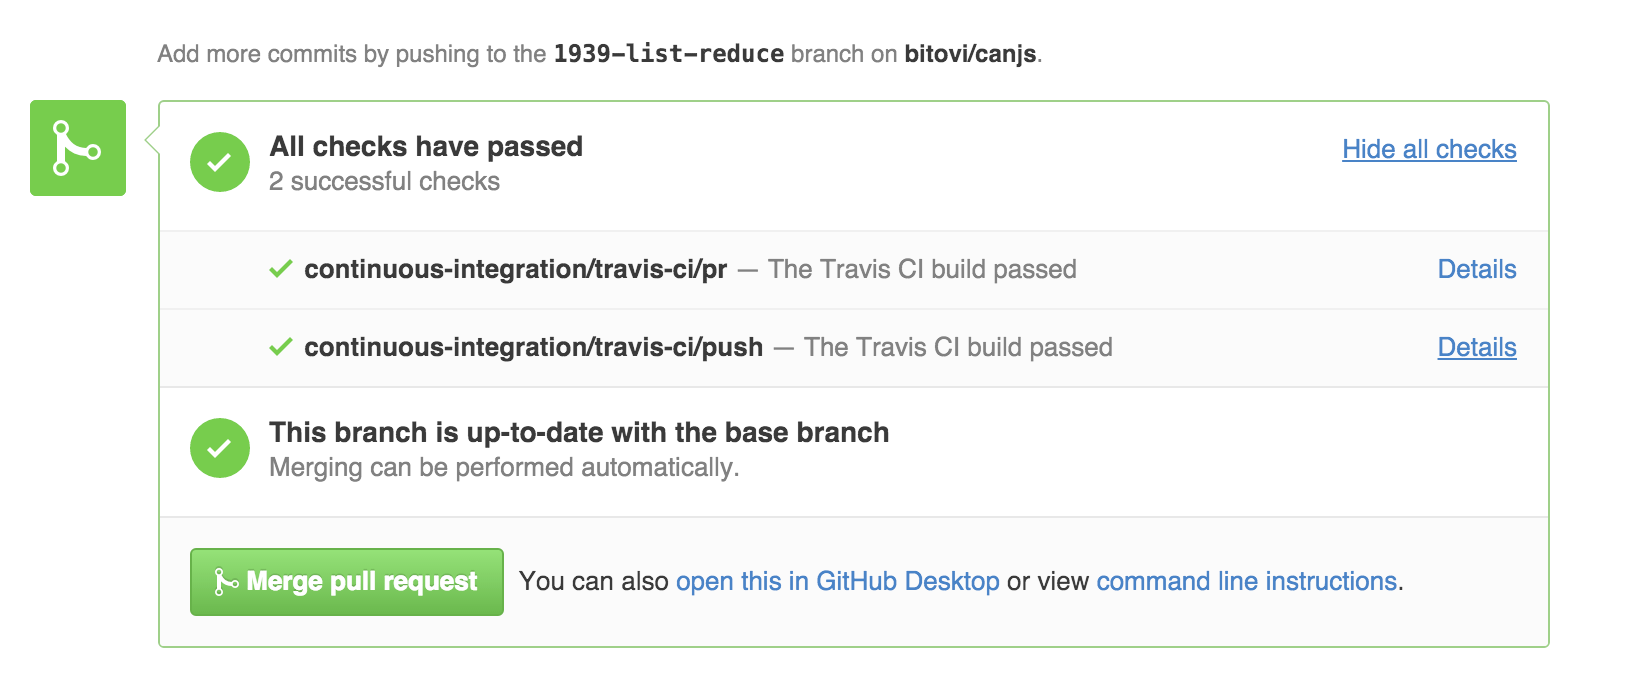 Add more commits by pushing to the 1939-list-reduce branch on bitovi/canjs.
All checks have passed
Hide all checks
2 successful checks
continuous-integration/travis-ci/pr — The Travis CI build passed
Details
continuous-integration/travis-ci/push — The Travis CI build passed
Details
This branch is up-to-date with the base branch
Merging can be performed automatically.
Merge pull request
You can also open this in GitHub Desktop or view command line instructions.